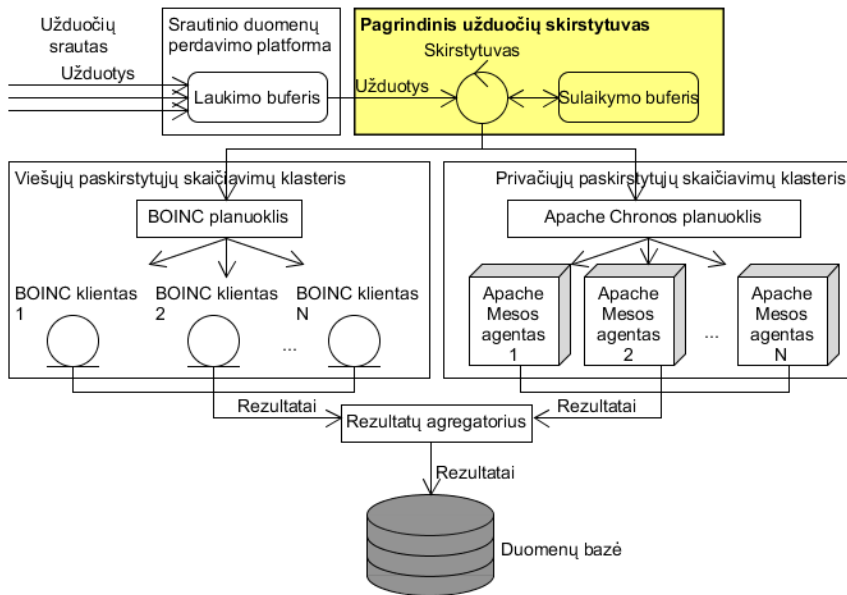 Užduočių
srautas
Užduotys
Srautinio duomenų
perdavimo platforma
Laukimo buferis
Užduotys
Pagrindinis užduočių skirstytuvas
Skirstytuvas
Sulaikymo buferis
Viešųjų paskirstytųjų skaičiavimų klasteris
BOINC planuoklis
BOINC klientas
1
BOINC klientas
2
...
BOINC klientas
N
Privačiųjų paskirstytųjų skaičiavimų klasteris
Apache Chronos planuoklis
Apache
Mesos
agentas
1
Apache
Mesos
agentas
2
...
Apache
Mesos
agentas
N
Rezultatai
Rezultatai
Rezultatų agregatorius
Rezultatai
Duomenų bazė